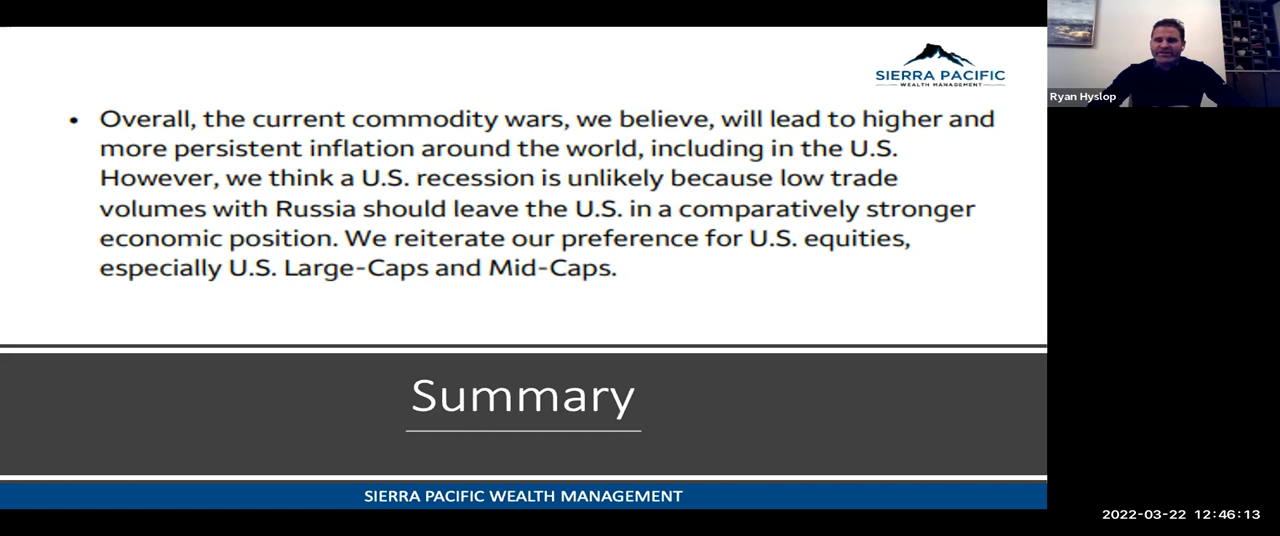 SIERRA PACIFIC
WEALTH MANAGEMENT
Ryan Hyslop
• Overall, the current commodity wars, we believe, will lead to higher and
more persistent inflation around the world, including in the U.S.
However, we think a U.S. recession is unlikely because low trade
volumes with Russia should leave the U.S. in a comparatively stronger
economic position. We reiterate our preference for U.S. equities,
especially U.S. Large-Caps and Mid-Caps.
Summary
SIERRA PACIFIC WEALTH MANAGEMENT
2022-03-22 12:46:13